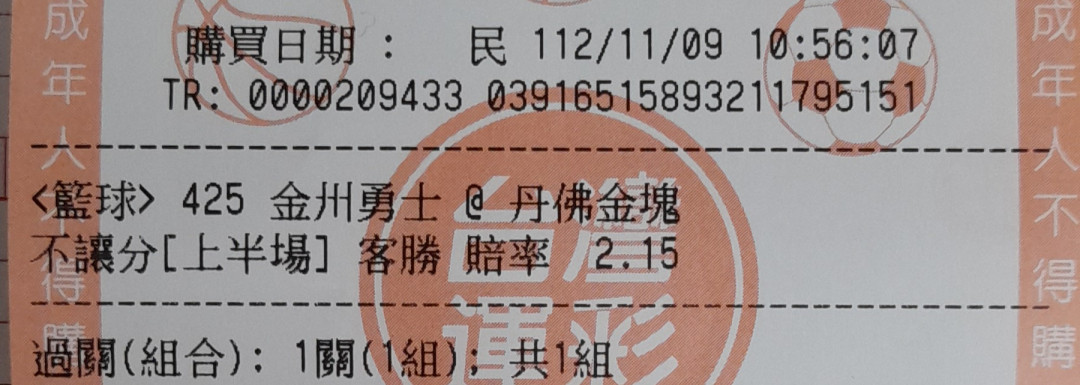 購買日期 : 民 112/11/09 10:56:07
TR: 0000209433 03916515893211795151
<籃球> 425 金州勇士 @ 丹佛金塊
不讓分[上半場] 客勝 賠率 2.15
過關(組合): 1關(1組); 共1組
成年人不得購
成年人不得購
台灣
運彩